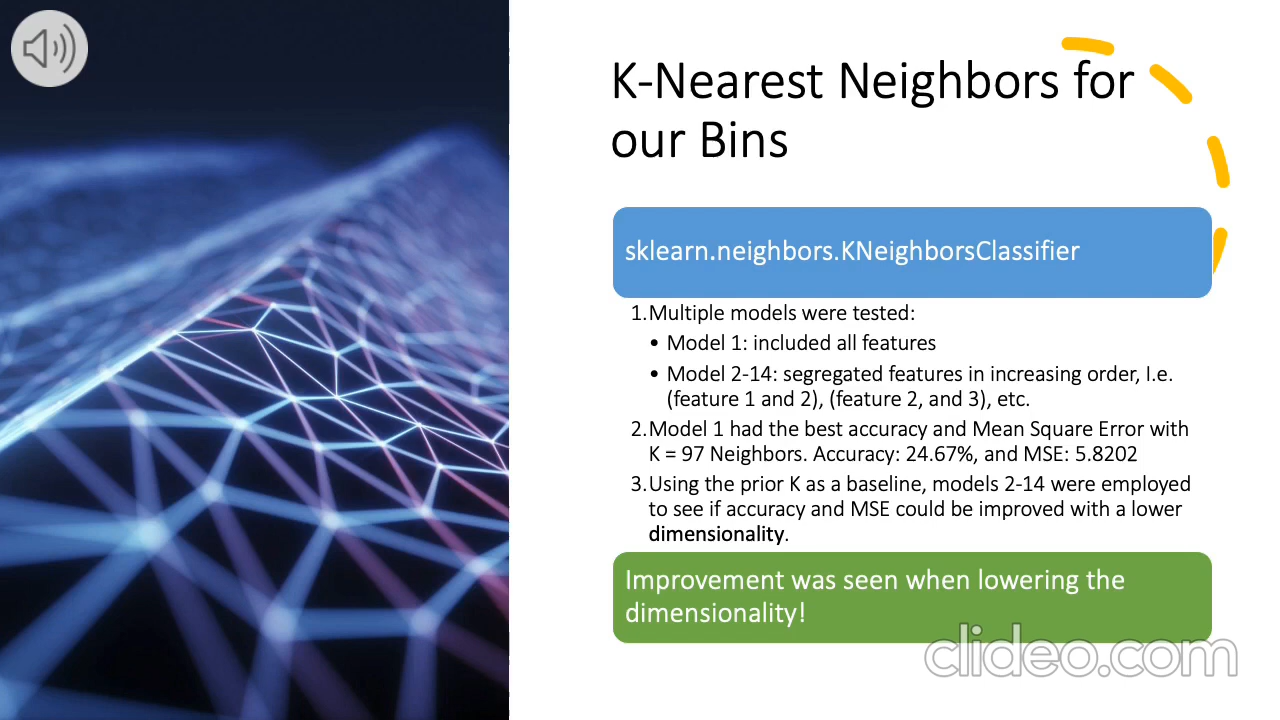 K-Nearest Neighbors for
our Bins
sklearn.neighbors.KNeighborsClassifier
1.Multiple models were tested:
• Model 1: included all features
• Model 2-14: segregated features in increasing order, I.e.
(feature 1 and 2), (feature 2, and 3), etc.
2.Model 1 had the best accuracy and Mean Square Error with
K = 97 Neighbors. Accuracy: 24.67%, and MSE: 5.8202
3.Using the prior K as a baseline, models 2-14 were employed
to see if accuracy and MSE could be improved with a lower
dimensionality.
Improvement was seen when lowering the
dimensionality!
clideo.com